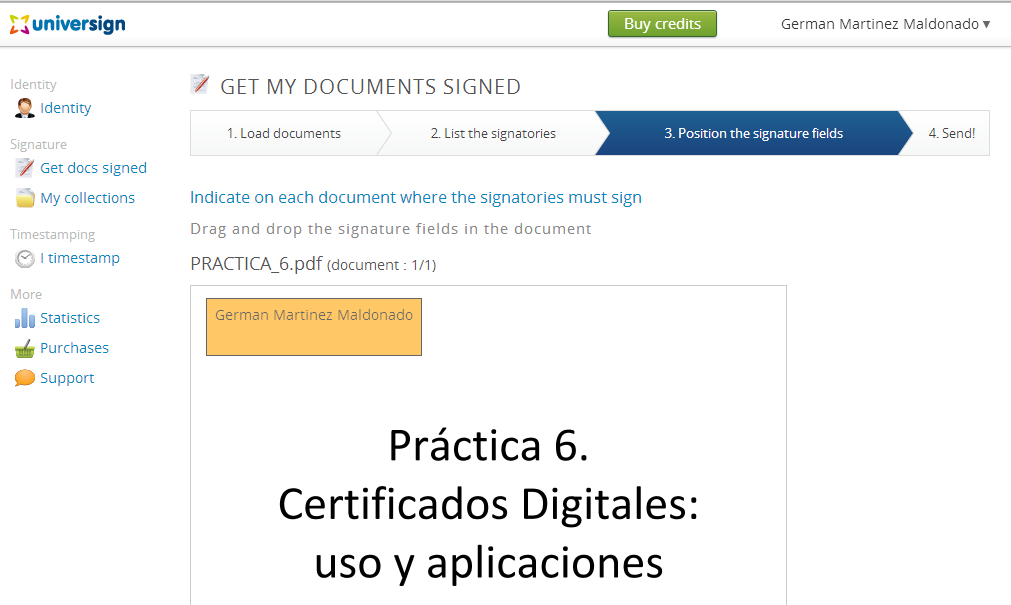 universign
Buy credits
German Martinez Maldonado ▾
Identity
Identity
Signature
Get docs signed
My collections
Timestamping
I timestamp
More
Statistics
Purchases
Support
GET MY DOCUMENTS SIGNED
1. Load documents
2. List the signatories
3. Position the signature fields
4. Send!
Indicate on each document where the signatories must sign
Drag and drop the signature fields in the document
PRACTICA_6.pdf (document : 1/1)
German Martinez Maldonado
Práctica 6.
Certificados Digitales:
uso y aplicaciones